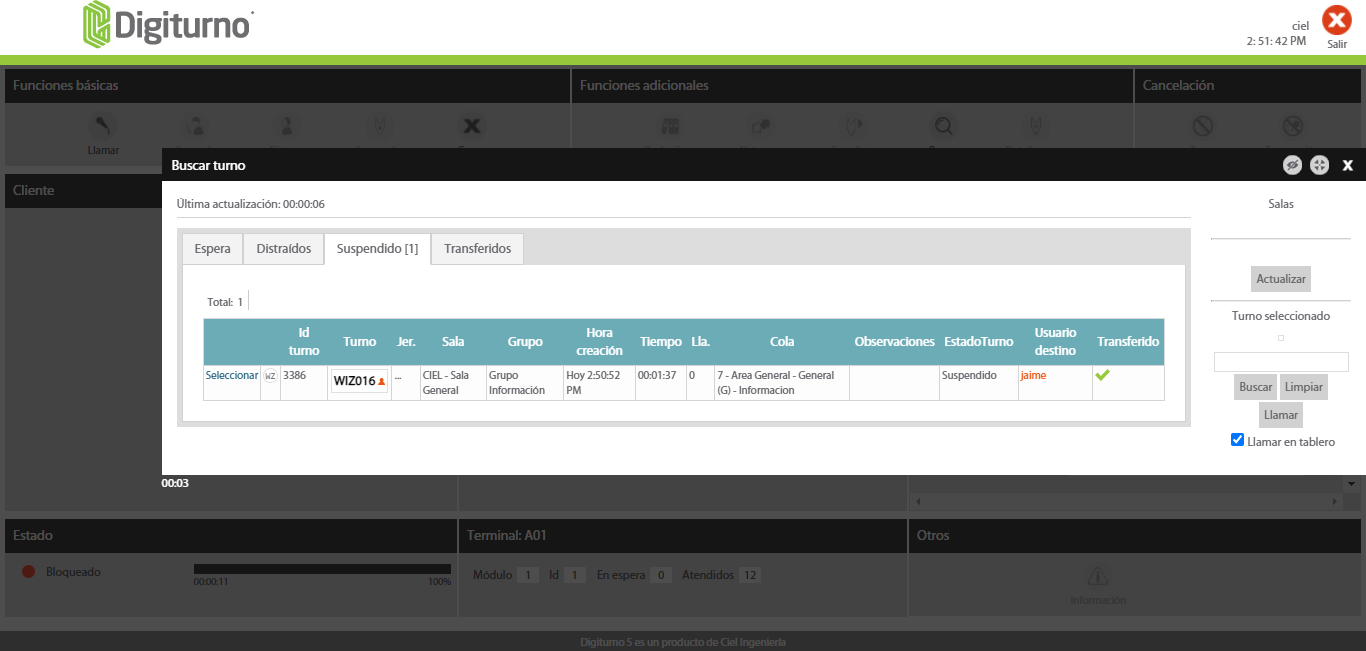 Digiturno
ciel
2: 51: 42 PM
Salir
Funciones básicas
Funciones adicionales
Cancelación
Llamar
Buscar turno
Cliente
Última actualización: 00:00:06
Salas
Espera
Distraídos
Suspendido [1]
Transferidos
Actualizar
Total: 1
Turno seleccionado
Id turno
Turno
Jer.
Sala
Grupo
Hora creación
Tiempo
Lla.
Cola
Observaciones
EstadoTurno
Usuario destino
Transferido
Seleccionar
WZ
3386
WIZ016
...
CIEL - Sala General
Grupo Información
Hoy 2:50:52 PM
00:01:37
0
7 - Area General - General (G) - Informacion
Suspendido
jaime
Buscar
Limpiar
Llamar
Llamar en tablero
00:03
Estado
Terminal: A01
Otros
Bloqueado
00:00:11
100%
Módulo 1
Id 1
En espera 0
Atendidos 12
Información
Digiturno 5 es un producto de Ciel Ingeniería